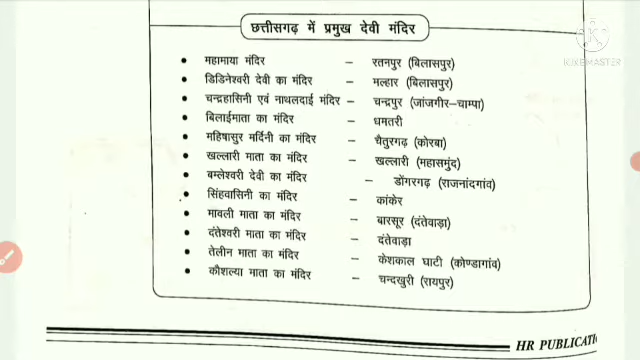 छत्तीसगढ़ में प्रमुख देवी मंदिर
• महामाया मंदिर – रतनपुर (बिलासपुर)
• डिडिनेश्वरी देवी का मंदिर – मल्हार (बिलासपुर)
• चन्द्रहासिनी एवं नाथलदाई मंदिर – चन्द्रपुर (जांजगीर–चाम्पा)
• बिलाईमाता का मंदिर – धमतरी
• महिषासुर मर्दिनी का मंदिर – चैतुरगढ़ (कोरबा)
• खल्लारी माता का मंदिर – खल्लारी (महासमुंद)
• बम्लेश्वरी देवी का मंदिर – डोंगरगढ़ (राजनांदगांव)
• सिंहवासिनी का मंदिर – कांकेर
• मावली माता का मंदिर – बारसूर (दंतेवाड़ा)
• दंतेश्वरी माता का मंदिर – दंतेवाड़ा
• तेलीन माता का मंदिर – केशकाल घाटी (कोण्डागांव)
• कौशल्या माता का मंदिर – चन्दखुरी (रायपुर)
HR PUBLICATI
KINEMASTER